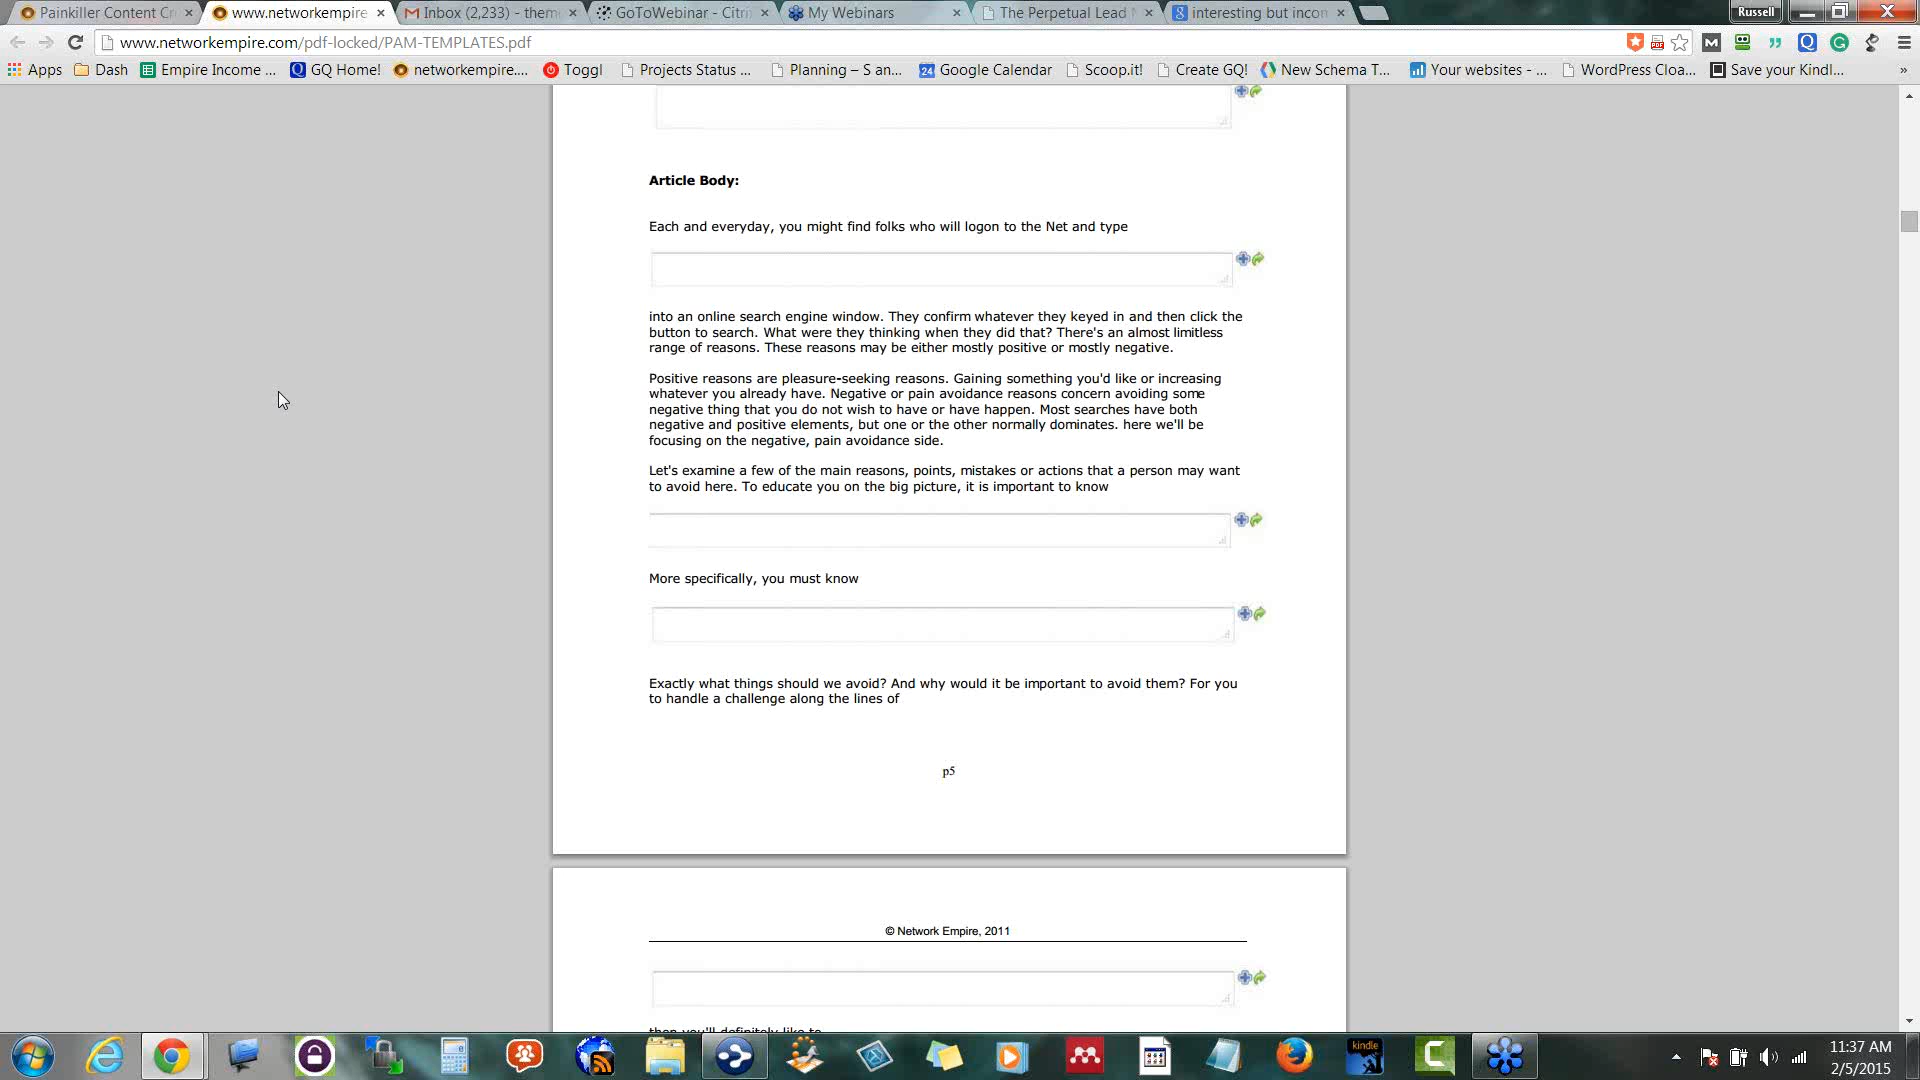 Painkiller Content Cr
www.networkempire
Inbox (2,233) - them
GoToWebinar - Citri
My Webinars
The Perpetual Lead
interesting but incon
Russell
www.networkempire.com/pdf-locked/PAM-TEMPLATES.pdf
Apps
Dash
Empire Income ...
GQ Home!
networkempire....
Toggl
Projects Status ...
Planning – S an...
24 Google Calendar
Scoop.it!
Create GQ!
New Schema T...
Your websites - ...
WordPress Cloa...
Save your Kindl...
»
Article Body:
Each and everyday, you might find folks who will logon to the Net and type
into an online search engine window. They confirm whatever they keyed in and then click the
button to search. What were they thinking when they did that? There's an almost limitless
range of reasons. These reasons may be either mostly positive or mostly negative.
Positive reasons are pleasure-seeking reasons. Gaining something you'd like or increasing
whatever you already have. Negative or pain avoidance reasons concern avoiding some
negative thing that you do not wish to have or have happen. Most searches have both
negative and positive elements, but one or the other normally dominates. here we'll be
focusing on the negative, pain avoidance side.
Let's examine a few of the main reasons, points, mistakes or actions that a person may want
to avoid here. To educate you on the big picture, it is important to know
More specifically, you must know
Exactly what things should we avoid? And why would it be important to avoid them? For you
to handle a challenge along the lines of
p5
© Network Empire, 2011
then you'll definitely like to
kindle
11:37 AM
2/5/2015